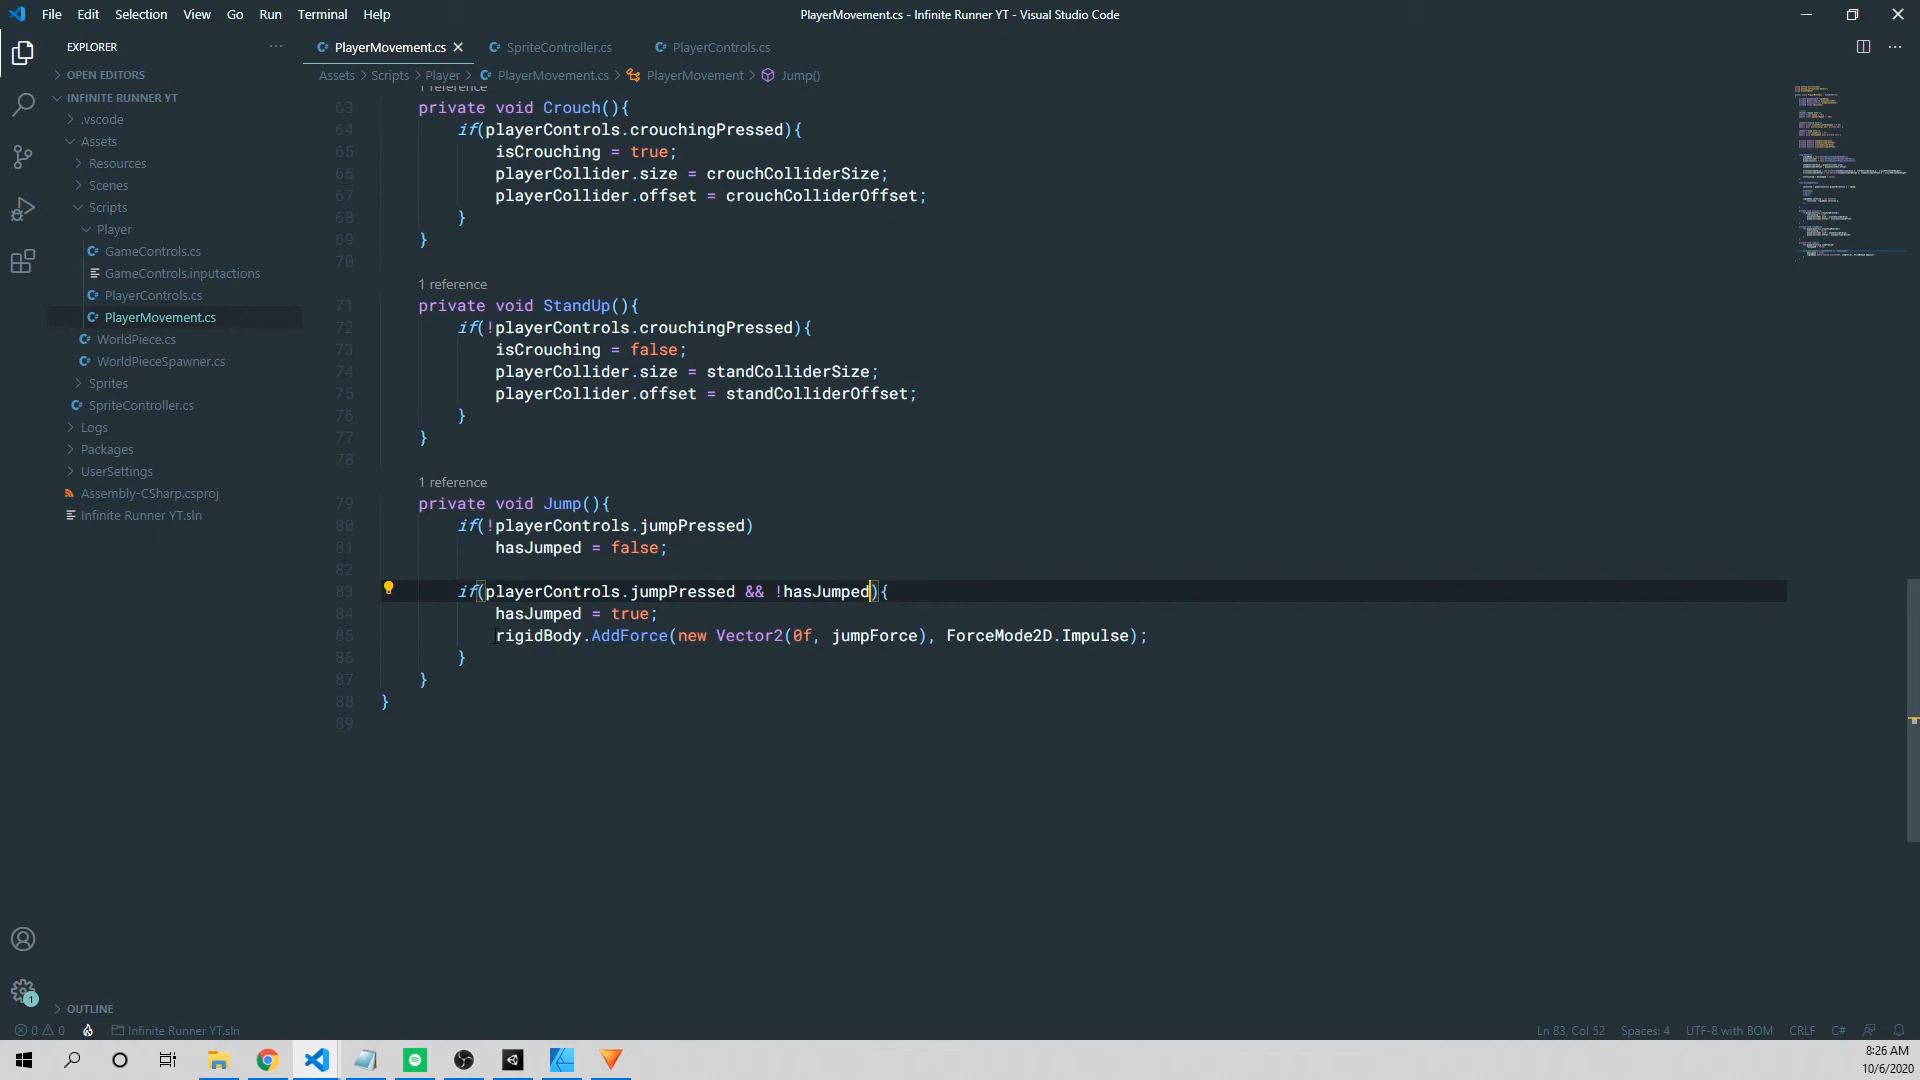 File Edit Selection View Go Run Terminal Help
PlayerMovement.cs - Infinite Runner YT - Visual Studio Code
EXPLORER
PlayerMovement.cs
SpriteController.cs
PlayerControls.cs
OPEN EDITORS
INFINITE RUNNER YT
.vscode
Assets
Resources
Scenes
Scripts
Player
GameControls.cs
GameControls.inputactions
PlayerControls.cs
PlayerMovement.cs
WorldPiece.cs
WorldPieceSpawner.cs
Sprites
SpriteController.cs
Logs
Packages
UserSettings
Assembly-CSharp.csproj
Infinite Runner YT.sln
OUTLINE
Assets > Scripts > Player > PlayerMovement.cs > PlayerMovement > Jump()
1 reference
63 private void Crouch(){
64 if(playerControls.crouchingPressed){
65 isCrouching = true;
66 playerCollider.size = crouchColliderSize;
67 playerCollider.offset = crouchColliderOffset;
68 }
69 }
70
1 reference
71 private void StandUp(){
72 if(!playerControls.crouchingPressed){
73 isCrouching = false;
74 playerCollider.size = standColliderSize;
75 playerCollider.offset = standColliderOffset;
76 }
77 }
78
1 reference
79 private void Jump(){
80 if(!playerControls.jumpPressed)
81 hasJumped = false;
82
83 if(playerControls.jumpPressed && !hasJumped){
84 hasJumped = true;
85 rigidBody.AddForce(new Vector2(0f, jumpForce), ForceMode2D.Impulse);
86 }
87 }
88 }
89
1
0 0 Infinite Runner YT.sln
Ln 83, Col 52 Spaces: 4 UTF-8 with BOM CRLF C#
8:26 AM
10/6/2020